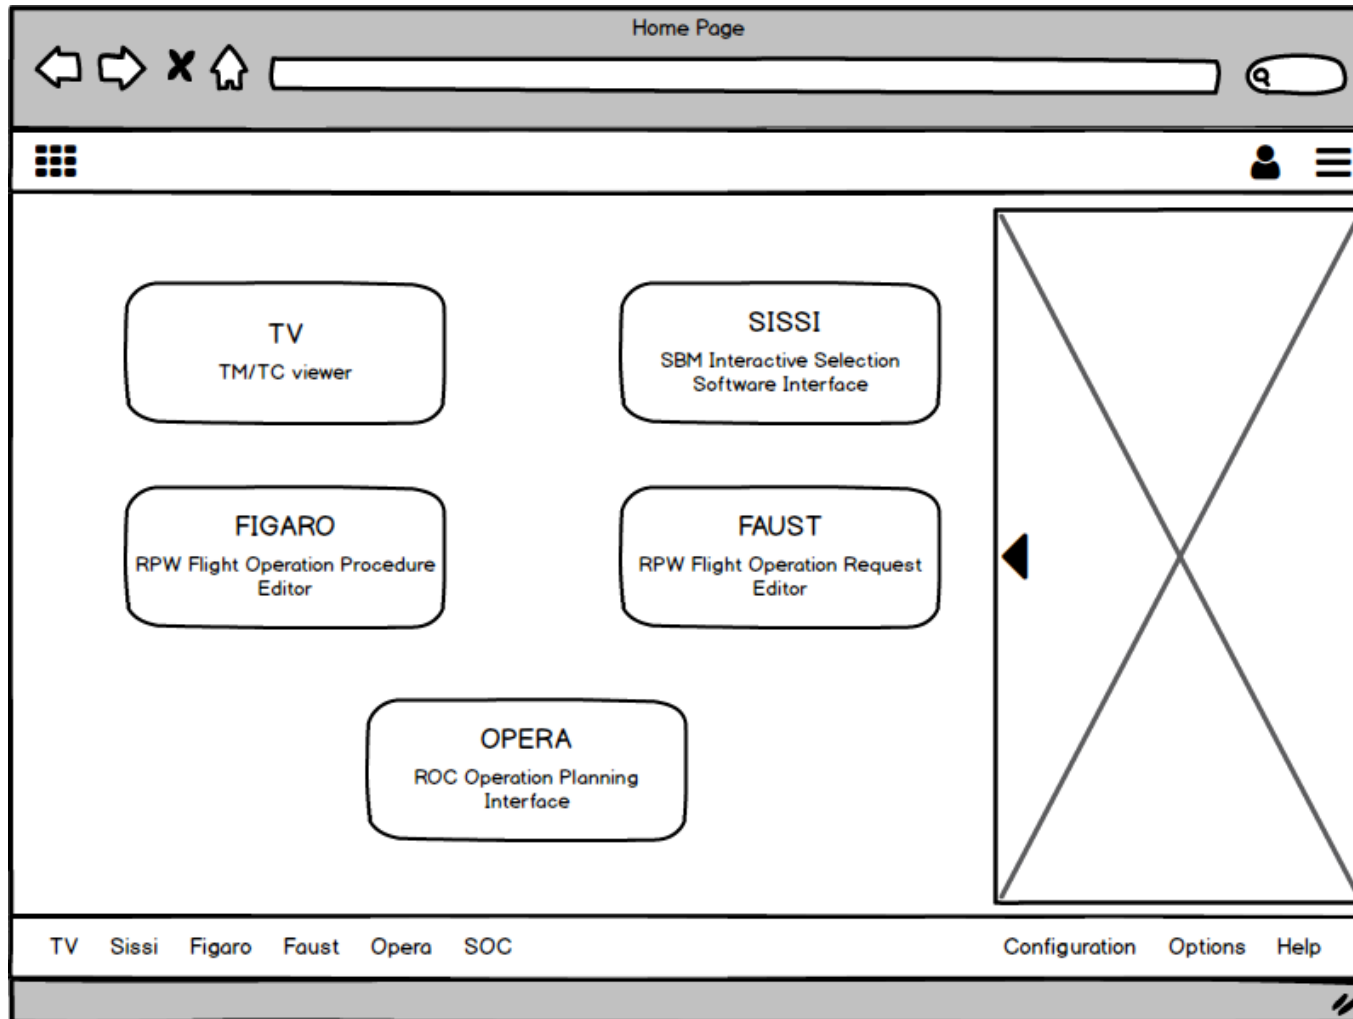 Home Page
TV
TM/TC viewer
SISSI
SBM Interactive Selection
Software Interface
FIGARO
RPW Flight Operation Procedure
Editor
FAUST
RPW Flight Operation Request
Editor
OPERA
ROC Operation Planning
Interface
TV Sissi Figaro Faust Opera SOC Configuration Options Help